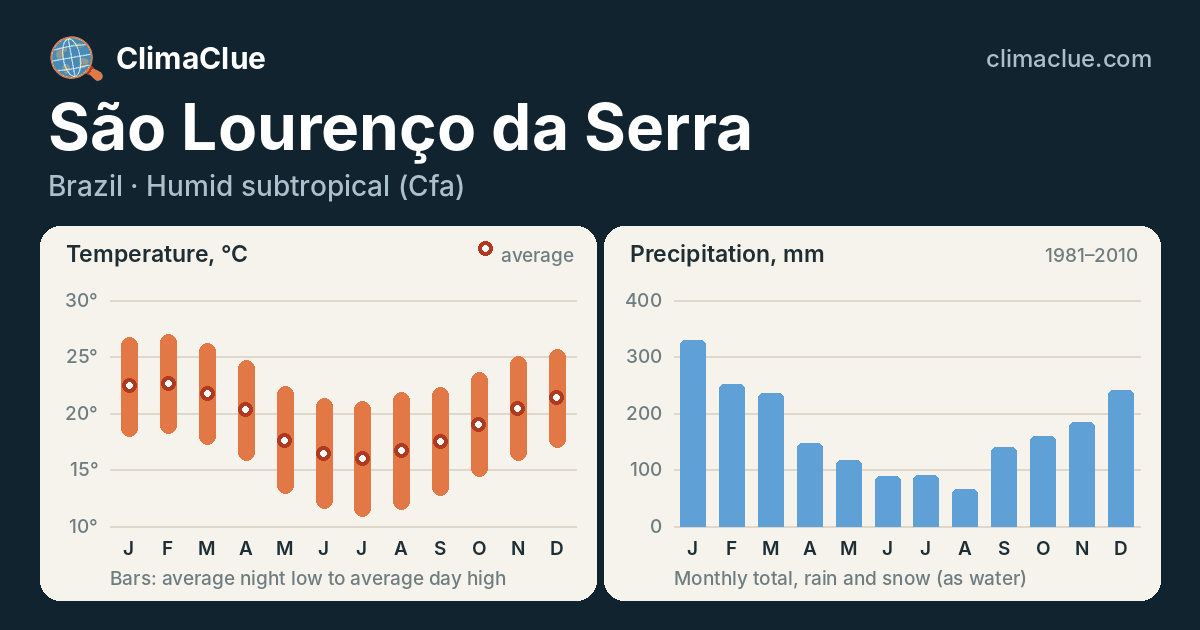 ClimaClue
climaclue.com
São Lourenço da Serra
Brazil · Humid subtropical (Cfa)
Temperature, °C
average
30°
25°
20°
15°
10°
J F M A M J J A S O N D
Bars: average night low to average day high
Precipitation, mm
1981–2010
400
300
200
100
0
J F M A M J J A S O N D
Monthly total, rain and snow (as water)